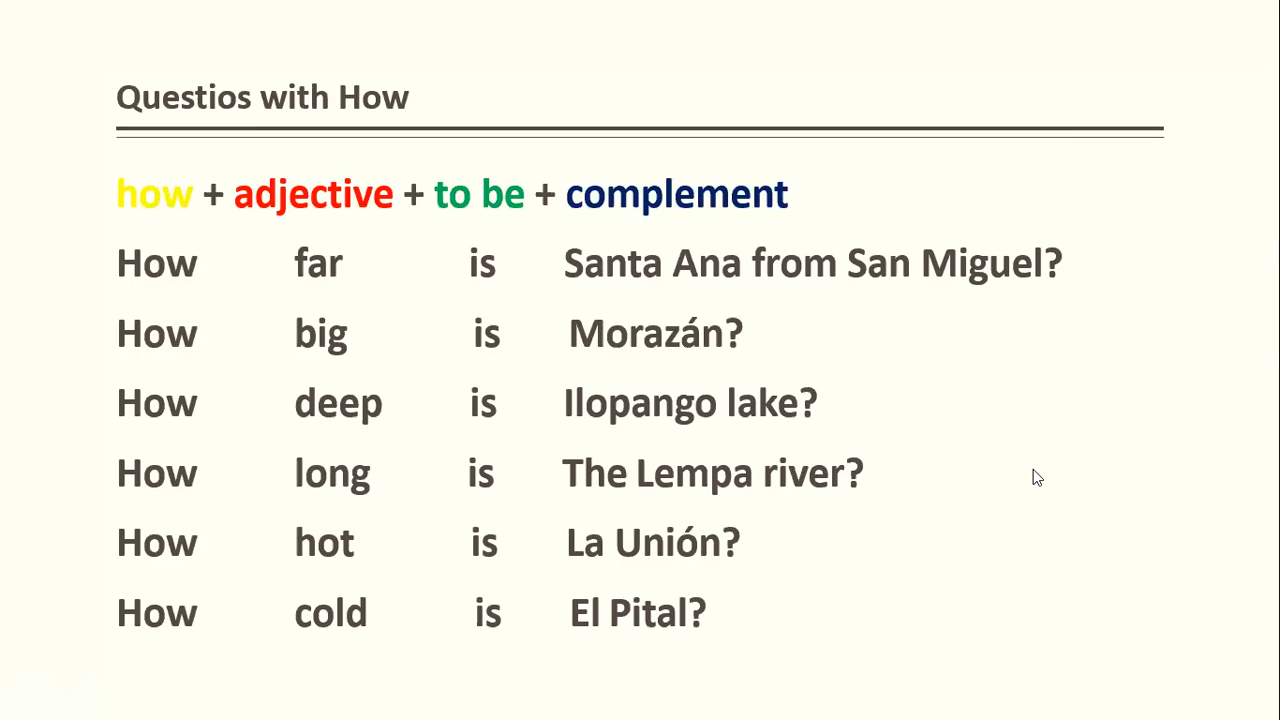 Questios with How
how + adjective + to be + complement
How far is Santa Ana from San Miguel?
How big is Morazán?
How deep is Ilopango lake?
How long is The Lempa river?
How hot is La Unión?
How cold is El Pital?